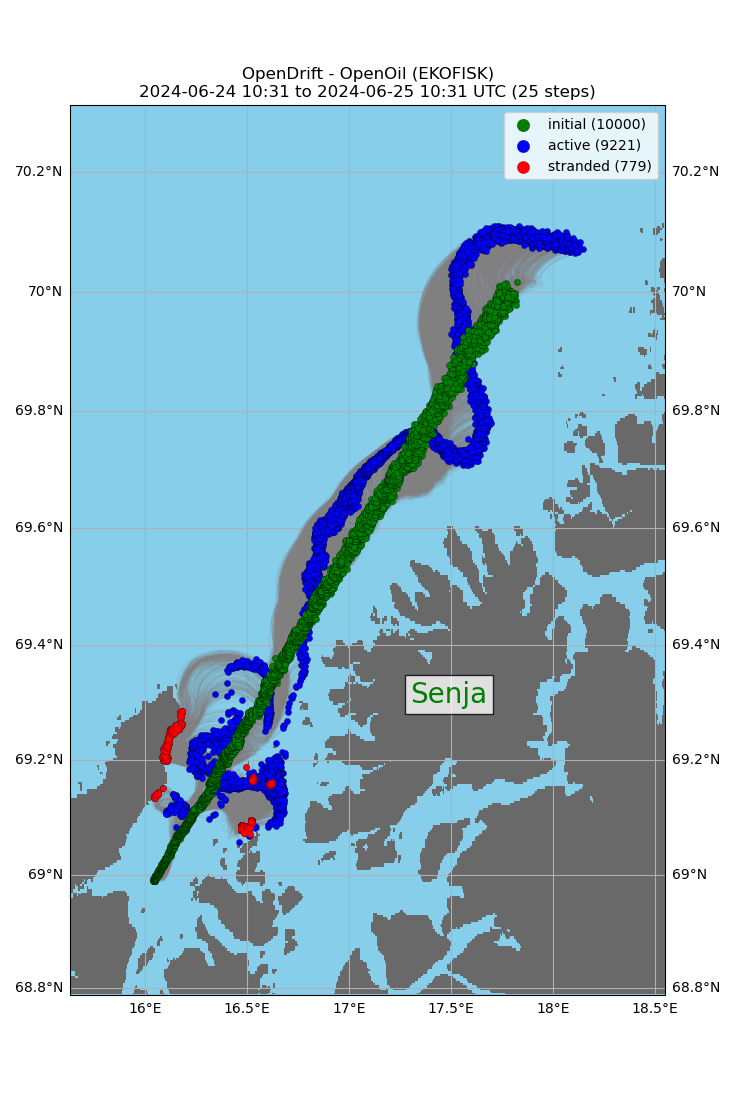 OpenDrift - OpenOil (EKOFISK)
2024-06-24 10:31 to 2024-06-25 10:31 UTC (25 steps)
initial (10000)
active (9221)
stranded (779)
70.2°N 70.2°N
70°N 70°N
69.8°N 69.8°N
69.6°N 69.6°N
69.4°N 69.4°N
Senja
69.2°N 69.2°N
69°N 69°N
68.8°N 68.8°N
16°E 16.5°E 17°E 17.5°E 18°E 18.5°E